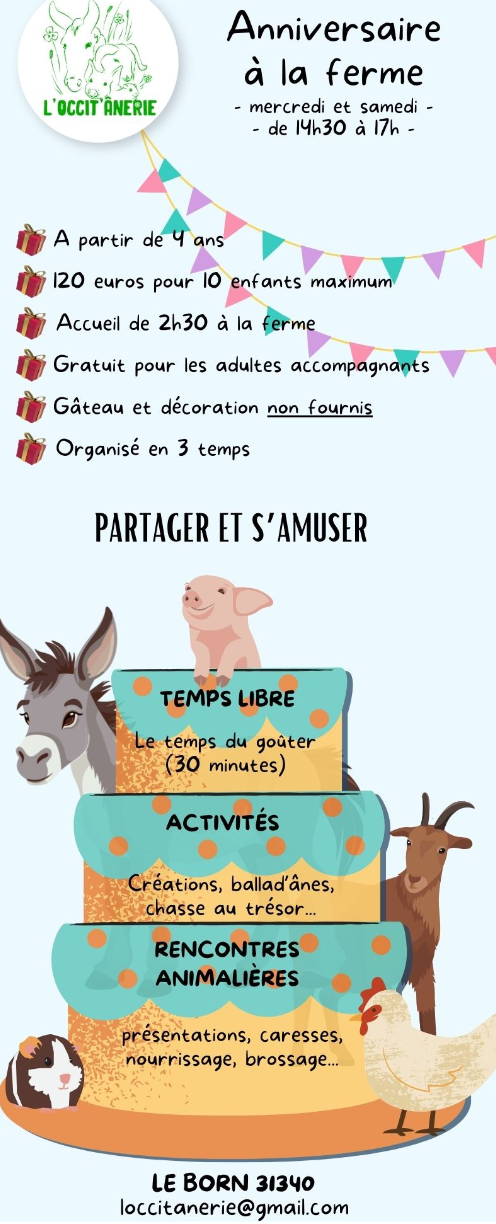 L'OCCIT'ÂNERIE
Anniversaire
à la ferme
- mercredi et samedi -
- de 14h30 à 17h -
A partir de 4 ans
120 euros pour 10 enfants maximum
Accueil de 2h30 à la ferme
Gratuit pour les adultes accompagnants
Gâteau et décoration non fournis
Organisé en 3 temps
PARTAGER ET S'AMUSER
TEMPS LIBRE
Le temps du goûter
(30 minutes)
ACTIVITÉS
Créations, ballad'ânes,
chasse au trésor...
RENCONTRES
ANIMALIÈRES
présentations, caresses,
nourrissage, brossage...
LE BORN 31340
loccitanerie@gmail.com